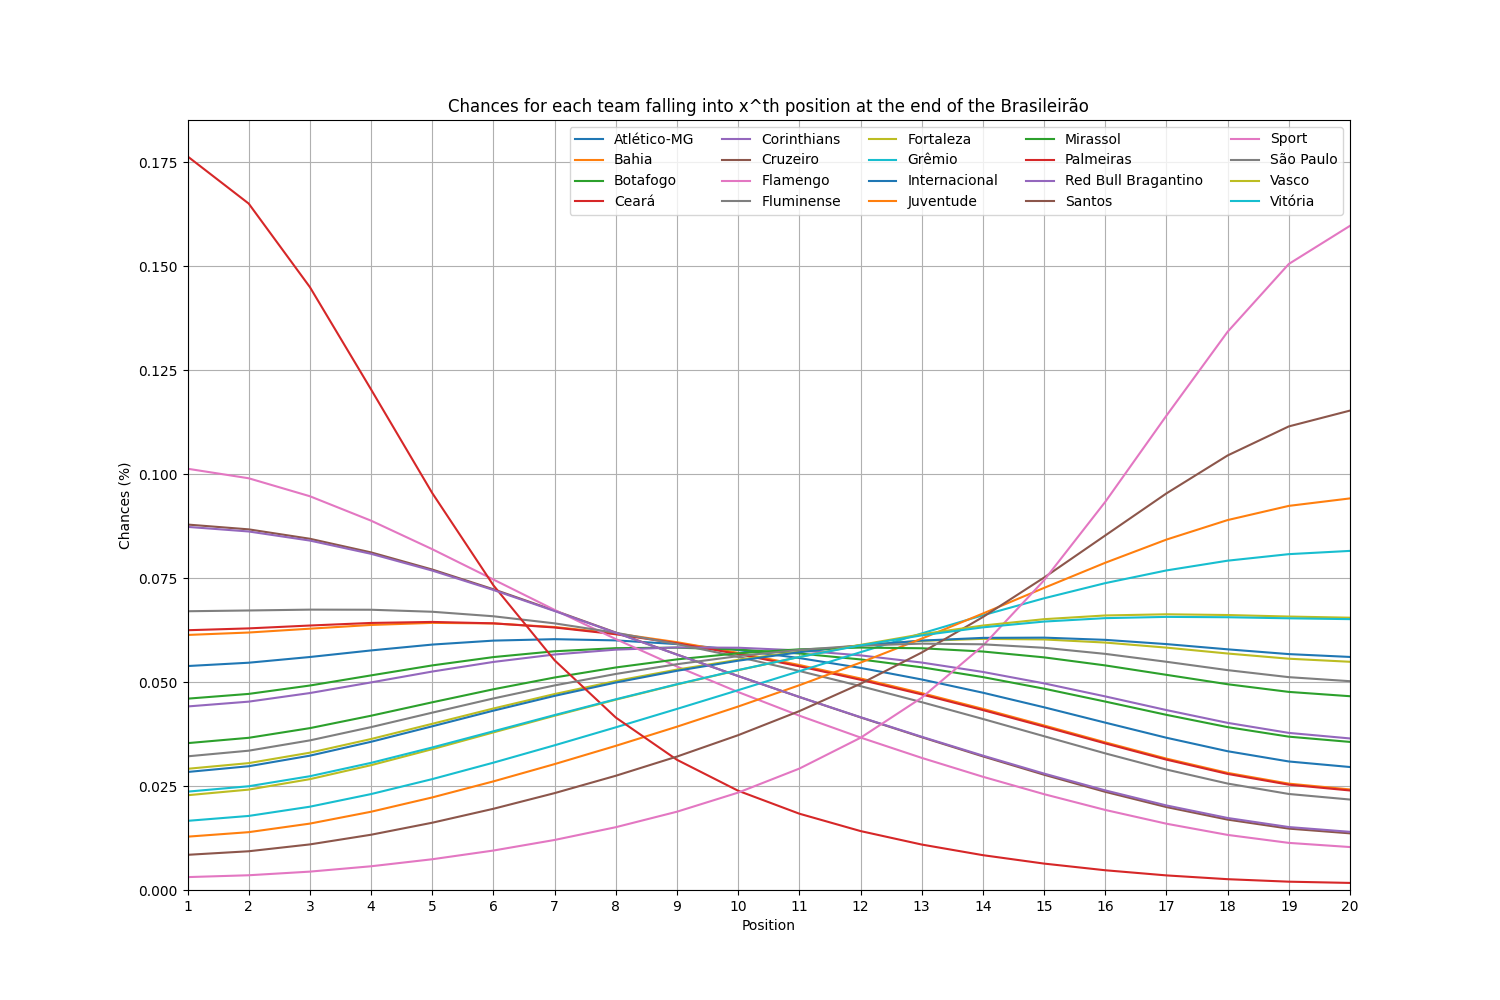 Chances for each team falling into x^th position at the end of the Brasileirão
Atlético-MG
Bahia
Botafogo
Ceará
Corinthians
Cruzeiro
Flamengo
Fluminense
Fortaleza
Grêmio
Internacional
Juventude
Mirassol
Palmeiras
Red Bull Bragantino
Santos
Sport
São Paulo
Vasco
Vitória
Chances (%)
0.175
0.150
0.125
0.100
0.075
0.050
0.025
0.000
1 2 3 4 5 6 7 8 9 10 11 12 13 14 15 16 17 18 19 20
Position